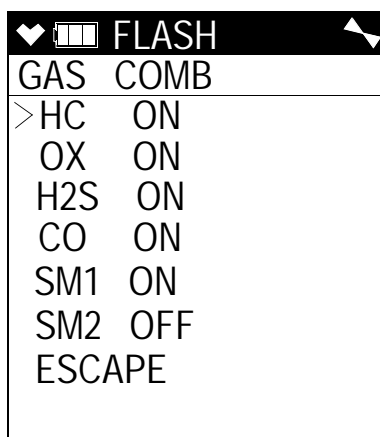 FLASH
GAS COMB
>HC ON
OX ON
H2S ON
CO ON
SM1 ON
SM2 OFF
ESCAPE